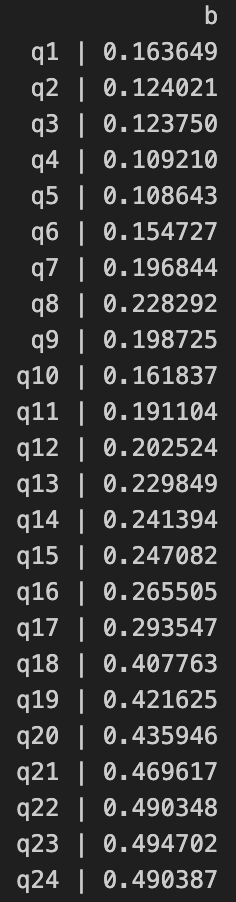 b
q1 | 0.163649
q2 | 0.124021
q3 | 0.123750
q4 | 0.109210
q5 | 0.108643
q6 | 0.154727
q7 | 0.196844
q8 | 0.228292
q9 | 0.198725
q10 | 0.161837
q11 | 0.191104
q12 | 0.202524
q13 | 0.229849
q14 | 0.241394
q15 | 0.247082
q16 | 0.265505
q17 | 0.293547
q18 | 0.407763
q19 | 0.421625
q20 | 0.435946
q21 | 0.469617
q22 | 0.490348
q23 | 0.494702
q24 | 0.490387